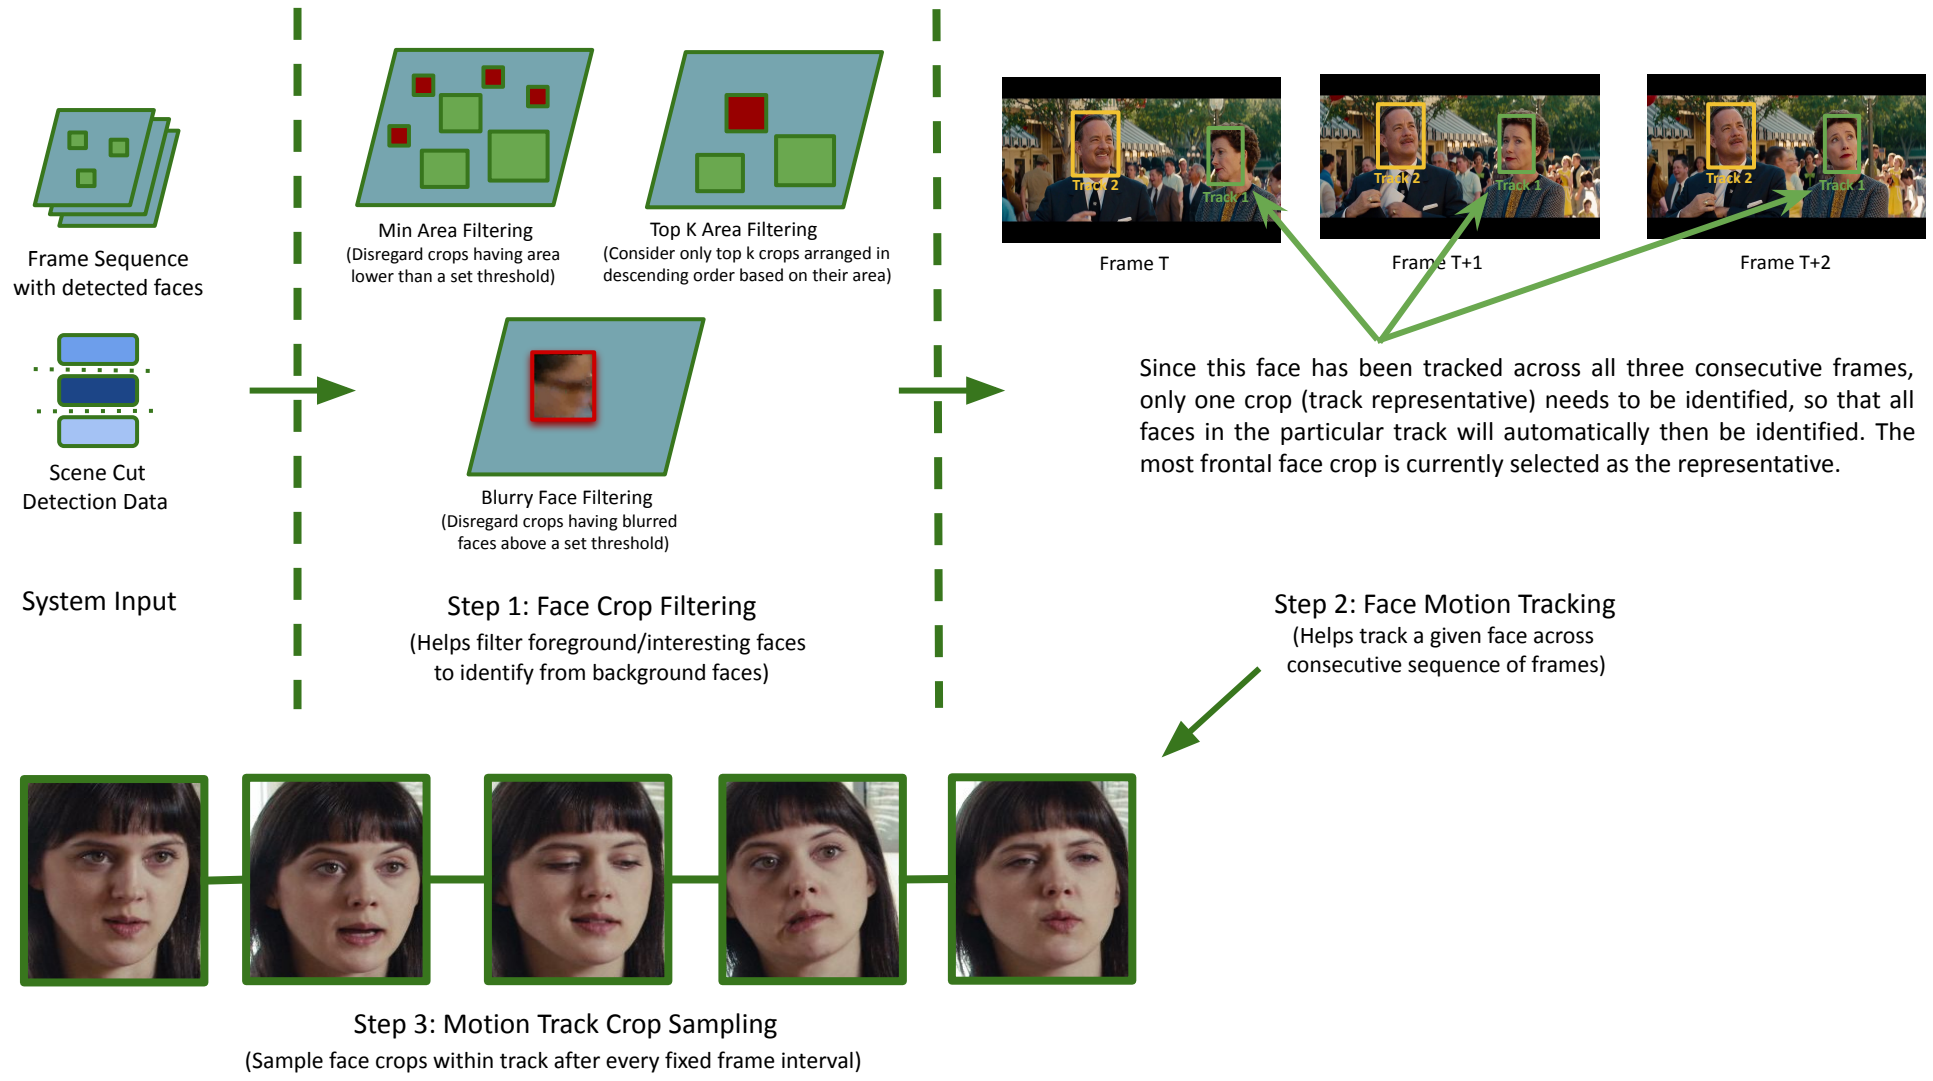 Frame Sequence
with detected faces
Scene Cut
Detection Data
System Input
Min Area Filtering
(Disregard crops having area
lower than a set threshold)
Top K Area Filtering
(Consider only top k crops arranged in
descending order based on their area)
Blurry Face Filtering
(Disregard crops having blurred
faces above a set threshold)
Step 1: Face Crop Filtering
(Helps filter foreground/interesting faces
to identify from background faces)
Track 2
Track 1
Frame T
Track 2
Track 1
Frame T+1
Track 2
Track 1
Frame T+2
Since this face has been tracked across all three consecutive frames,
only one crop (track representative) needs to be identified, so that all
faces in the particular track will automatically then be identified. The
most frontal face crop is currently selected as the representative.
Step 2: Face Motion Tracking
(Helps track a given face across
consecutive sequence of frames)
Step 3: Motion Track Crop Sampling
(Sample face crops within track after every fixed frame interval)